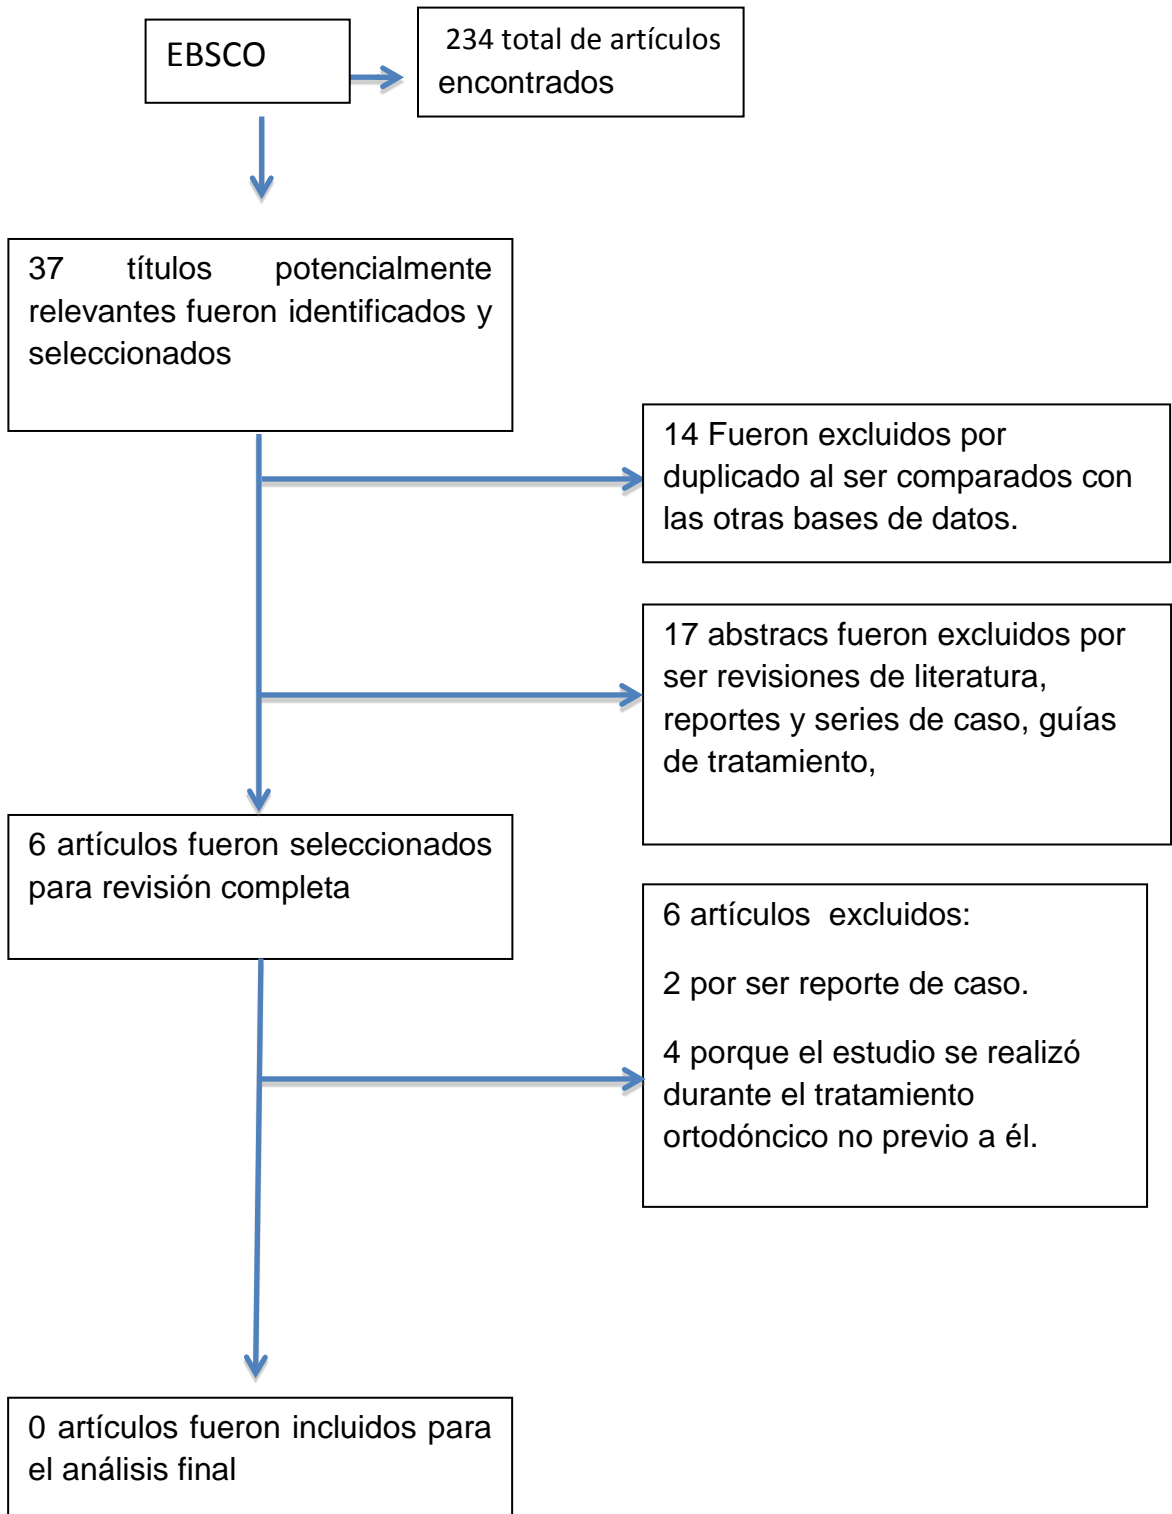 EBSCO
234 total de artículos
encontrados
37 títulos potencialmente
relevantes fueron identificados y
seleccionados
14 Fueron excluidos por
duplicado al ser comparados con
las otras bases de datos.
17 abstracs fueron excluidos por
ser revisiones de literatura,
reportes y series de caso, guías
de tratamiento,
6 artículos fueron seleccionados
para revisión completa
6 artículos excluidos:
2 por ser reporte de caso.
4 porque el estudio se realizó
durante el tratamiento
ortodóncico no previo a él.
0 artículos fueron incluidos para
el análisis final